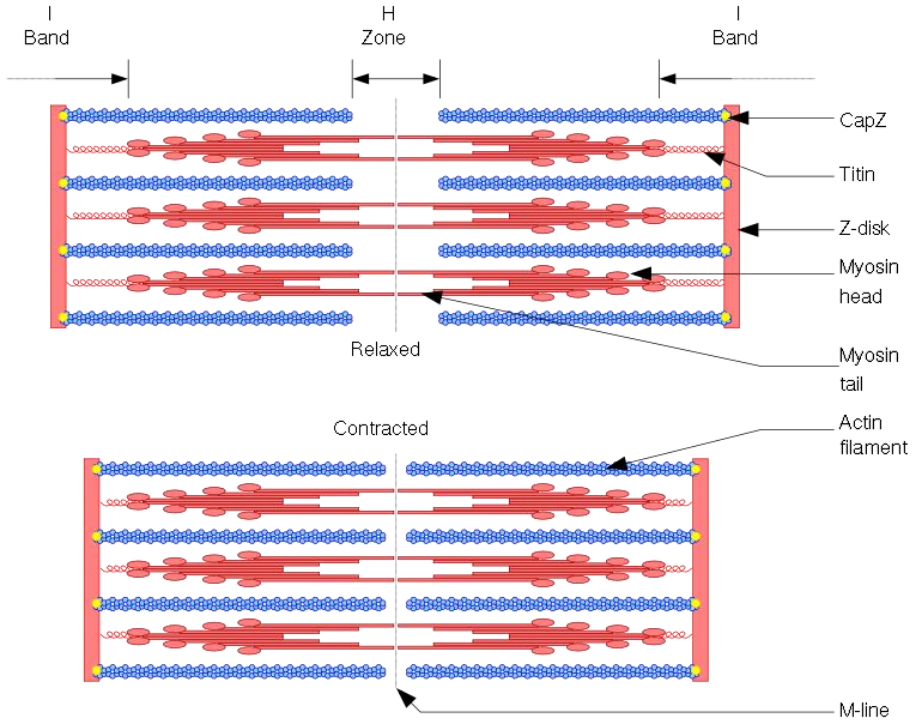 I
Band
H
Zone
I
Band
CapZ
Titin
Z-disk
Myosin
head
Relaxed
Myosin
tail
Contracted
Actin
filament
M-line